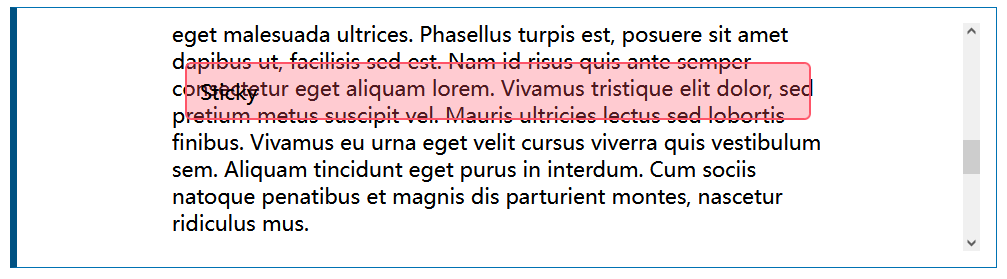 eget malesuada ultrices. Phasellus turpis est, posuere sit amet
dapibus ut, facilisis sed est. Nam id risus quis ante semper
consectetur eget aliquam lorem. Vivamus tristique elit dolor, sed
Sticky
pretium metus suscipit vel. Mauris ultricies lectus sed lobortis
finibus. Vivamus eu urna eget velit cursus viverra quis vestibulum
sem. Aliquam tincidunt eget purus in interdum. Cum sociis
natoque penatibus et magnis dis parturient montes, nascetur
ridiculus mus.